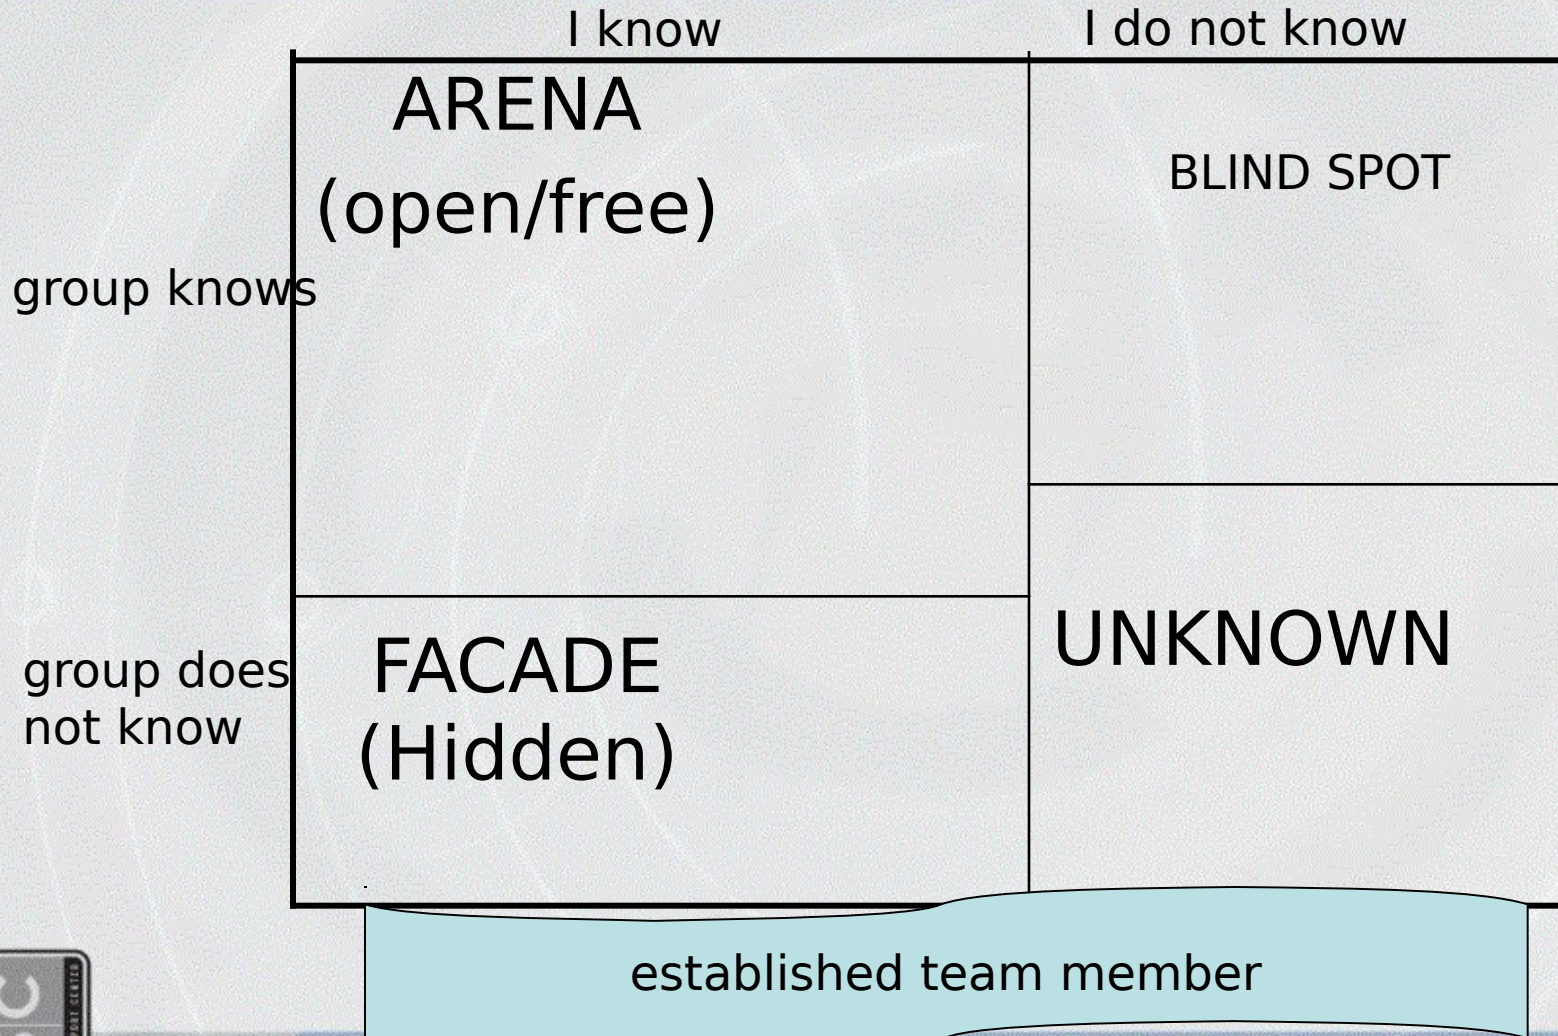 I know
I do not know
ARENA
(open/free)
BLIND SPOT
group knows
FACADE
(Hidden)
UNKNOWN
group does
not know
established team member